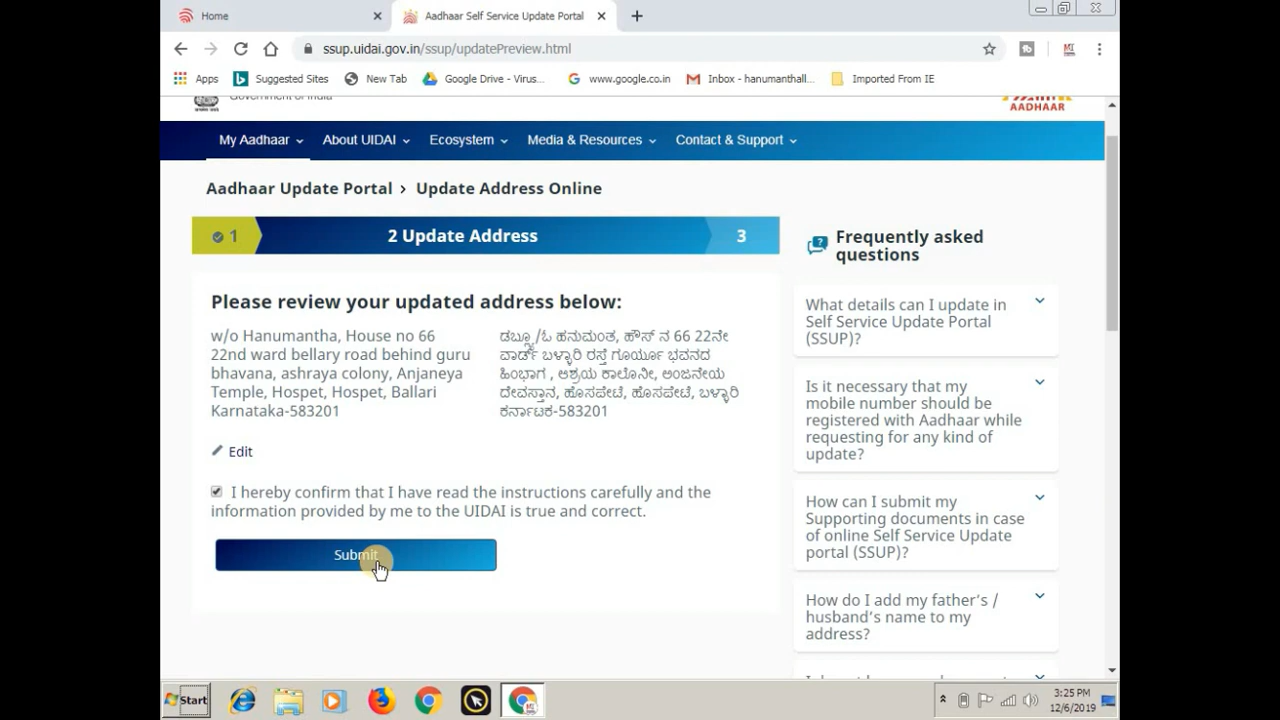 Home
Aadhaar Self Service Update Portal
ssup.uidai.gov.in/ssup/updatePreview.html
Apps Suggested Sites New Tab Google Drive - Virus... www.google.co.in Inbox - hanumanthall... Imported From IE
Government of India
AADHAAR
My Aadhaar About UIDAI Ecosystem Media & Resources Contact & Support
Aadhaar Update Portal > Update Address Online
1 2 Update Address 3
Please review your updated address below:
w/o Hanumantha, House no 66
22nd ward bellary road behind guru
bhavana, ashraya colony, Anjaneya
Temple, Hospet, Hospet, Ballari
Karnataka-583201
ಡಬ್ಲ್ಯೂ/ಓ ಹನುಮಂತ, ಹೌಸ್ ನ 66 22ನೇ
ವಾರ್ಡ್ ಬಳ್ಳಾರಿ ರಸ್ತೆ ಗೂರ್ಯೂ ಭವನದ
ಹಿಂಭಾಗ , ಆಶ್ರಯ ಕಾಲೋನೀ, ಅಂಜನೇಯ
ದೇವಸ್ತಾನ, ಹೊಸಪೇಟೆ, ಹೊಸಪೇಟೆ, ಬಳ್ಳಾರಿ
ಕರ್ನಾಟಕ-583201
Edit
I hereby confirm that I have read the instructions carefully and the
information provided by me to the UIDAI is true and correct.
Submit
Frequently asked
questions
What details can I update in
Self Service Update Portal
(SSUP)?
Is it necessary that my
mobile number should be
registered with Aadhaar while
requesting for any kind of
update?
How can I submit my
Supporting documents in case
of online Self Service Update
portal (SSUP)?
How do I add my father's /
husband's name to my
address?
Start
3:25 PM
12/6/2019